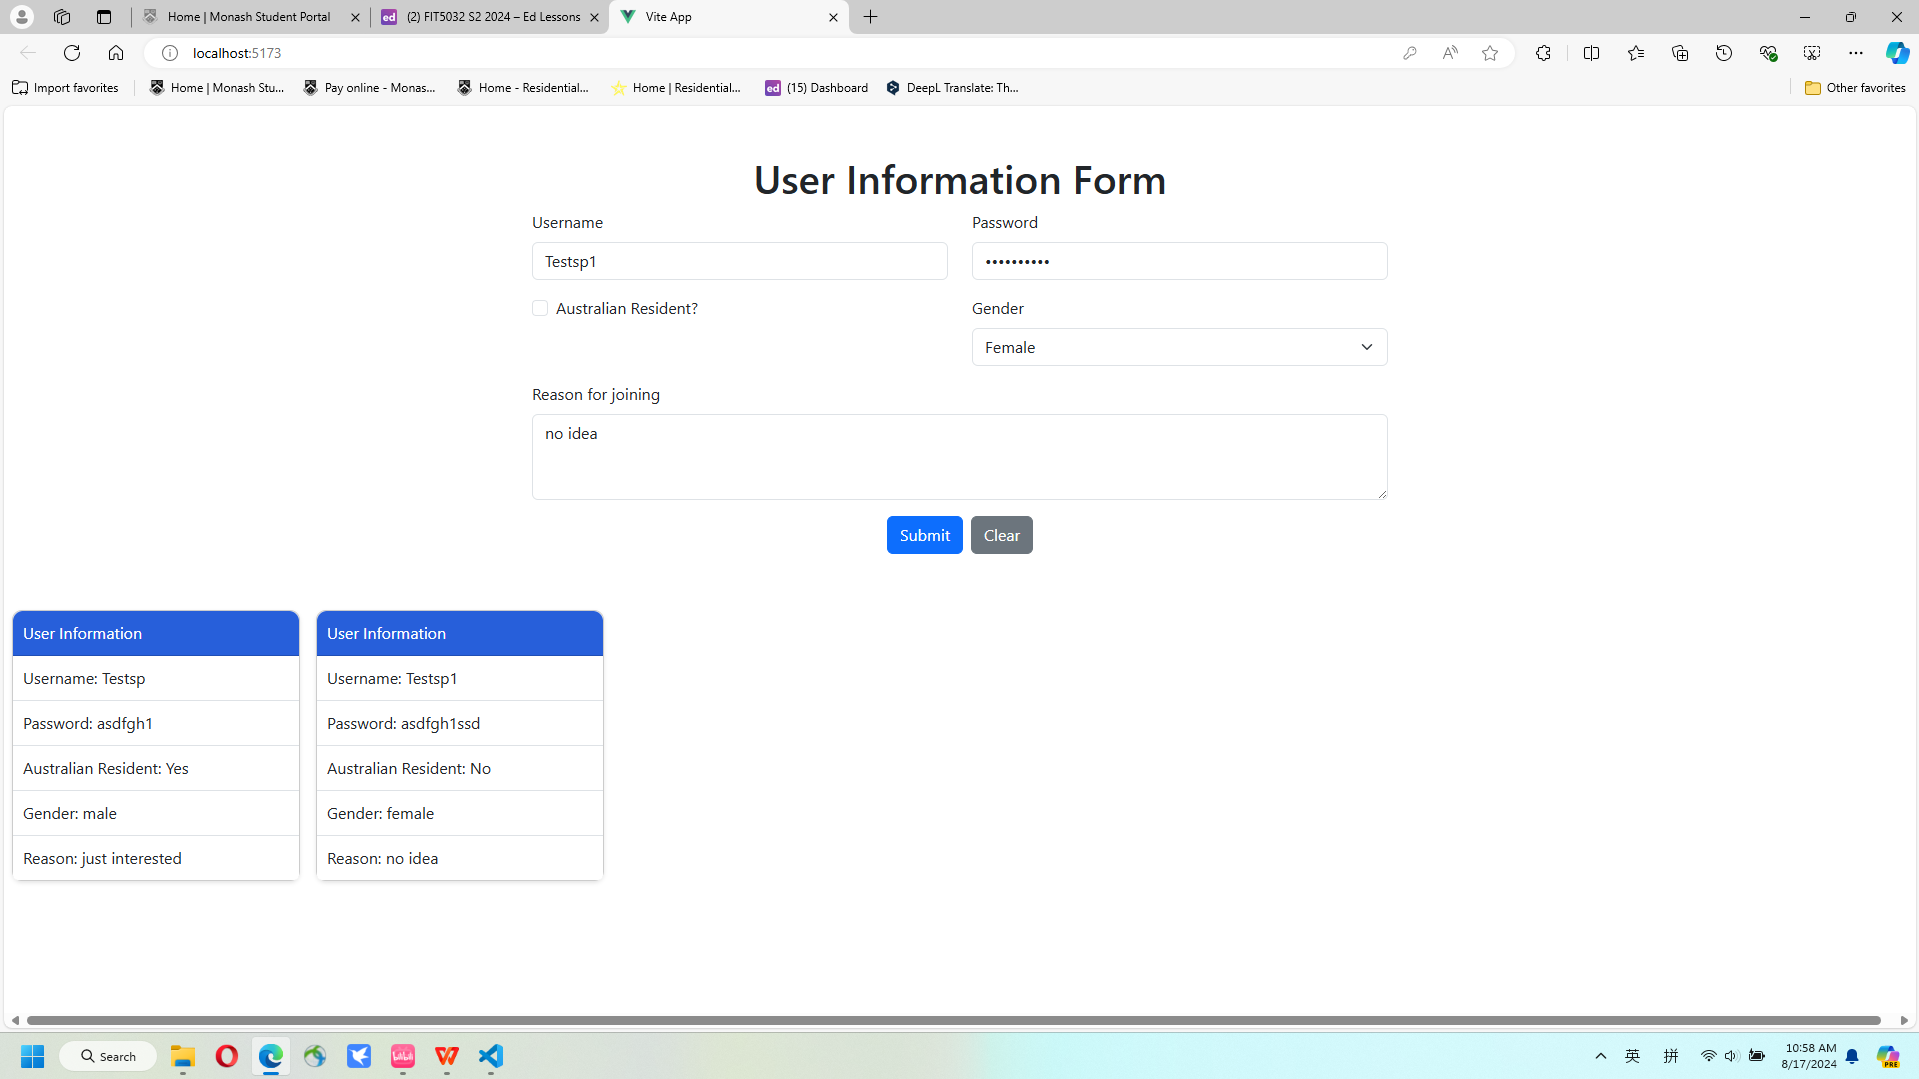 Home | Monash Student Portal
(2) FIT5032 S2 2024 – Ed Lessons
Vite App
localhost:5173
Import favorites
Home | Monash Stu...
Pay online - Monas...
Home - Residential...
Home | Residential...
(15) Dashboard
DeepL Translate: Th...
Other favorites
User Information Form
Username
Password
Testsp1
••••••••••
Australian Resident?
Gender
Female
Reason for joining
no idea
Submit
Clear
User Information
Username: Testsp
Password: asdfgh1
Australian Resident: Yes
Gender: male
Reason: just interested
User Information
Username: Testsp1
Password: asdfgh1ssd
Australian Resident: No
Gender: female
Reason: no idea
Search
英
拼
10:58 AM
8/17/2024